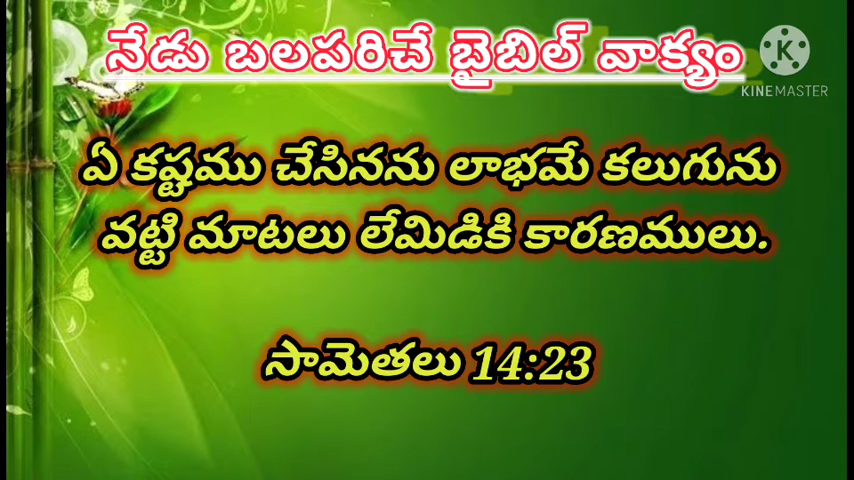 నేడు బలపరిచే బైబిల్ వాక్యం
KINEMASTER
ఏ కష్టము చేసినను లాభమే కలుగును
వట్టి మాటలు లేమిడికి కారణములు.
సామెతలు 14:23